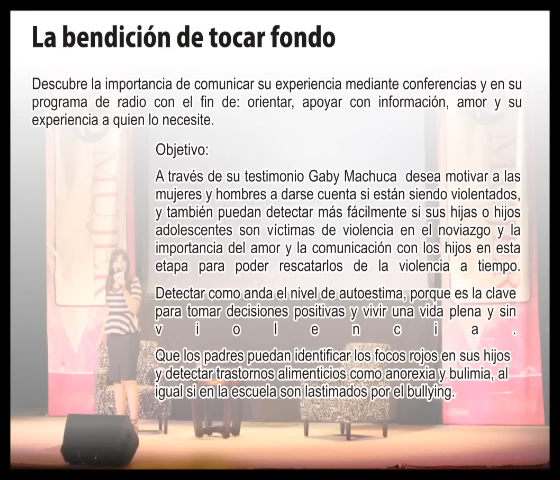 La bendición de tocar fondo
Descubre la importancia de comunicar su experiencia mediante conferencias y en su
programa de radio con el fin de: orientar, apoyar con información, amor y su
experiencia a quien lo necesite.
Objetivo:
A través de su testimonio Gaby Machuca desea motivar a las
mujeres y hombres a darse cuenta si están siendo violentados,
y también puedan detectar más fácilmente si sus hijas o hijos
adolescentes son víctimas de violencia en el noviazgo y la
importancia del amor y la comunicación con los hijos en esta
etapa para poder rescatarlos de la violencia a tiempo.
Detectar como anda el nivel de autoestima, porque es la clave
para tomar decisiones positivas y vivir una vida plena y sin
violencia.
Que los padres puedan identificar los focos rojos en sus hijos
y detectar trastornos alimenticios como anorexia y bulimia, al
igual si en la escuela son lastimados por el bullying.
MUJER